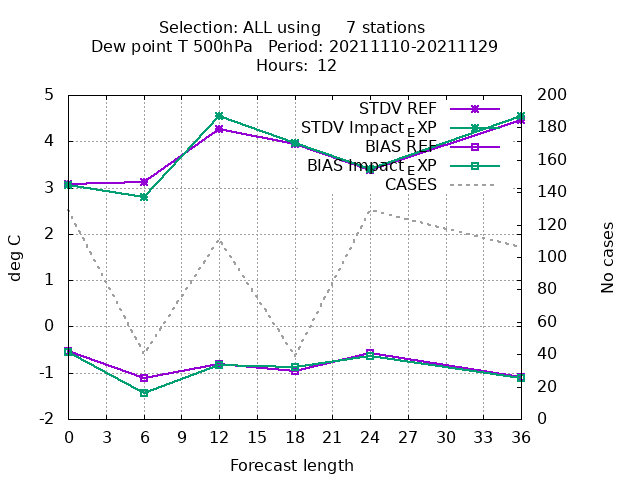 Selection: ALL using 7 stations
Dew point T 500hPa Period: 20211110-20211129
Hours: 12
5
4
3
2
1
0
-1
-2
deg C
200
180
160
140
120
100
80
60
40
20
0
No cases
STDV REF
STDV Impact_EXP
BIAS REF
BIAS Impact_EXP
CASES
0 3 6 9 12 15 18 21 24 27 30 33 36
Forecast length